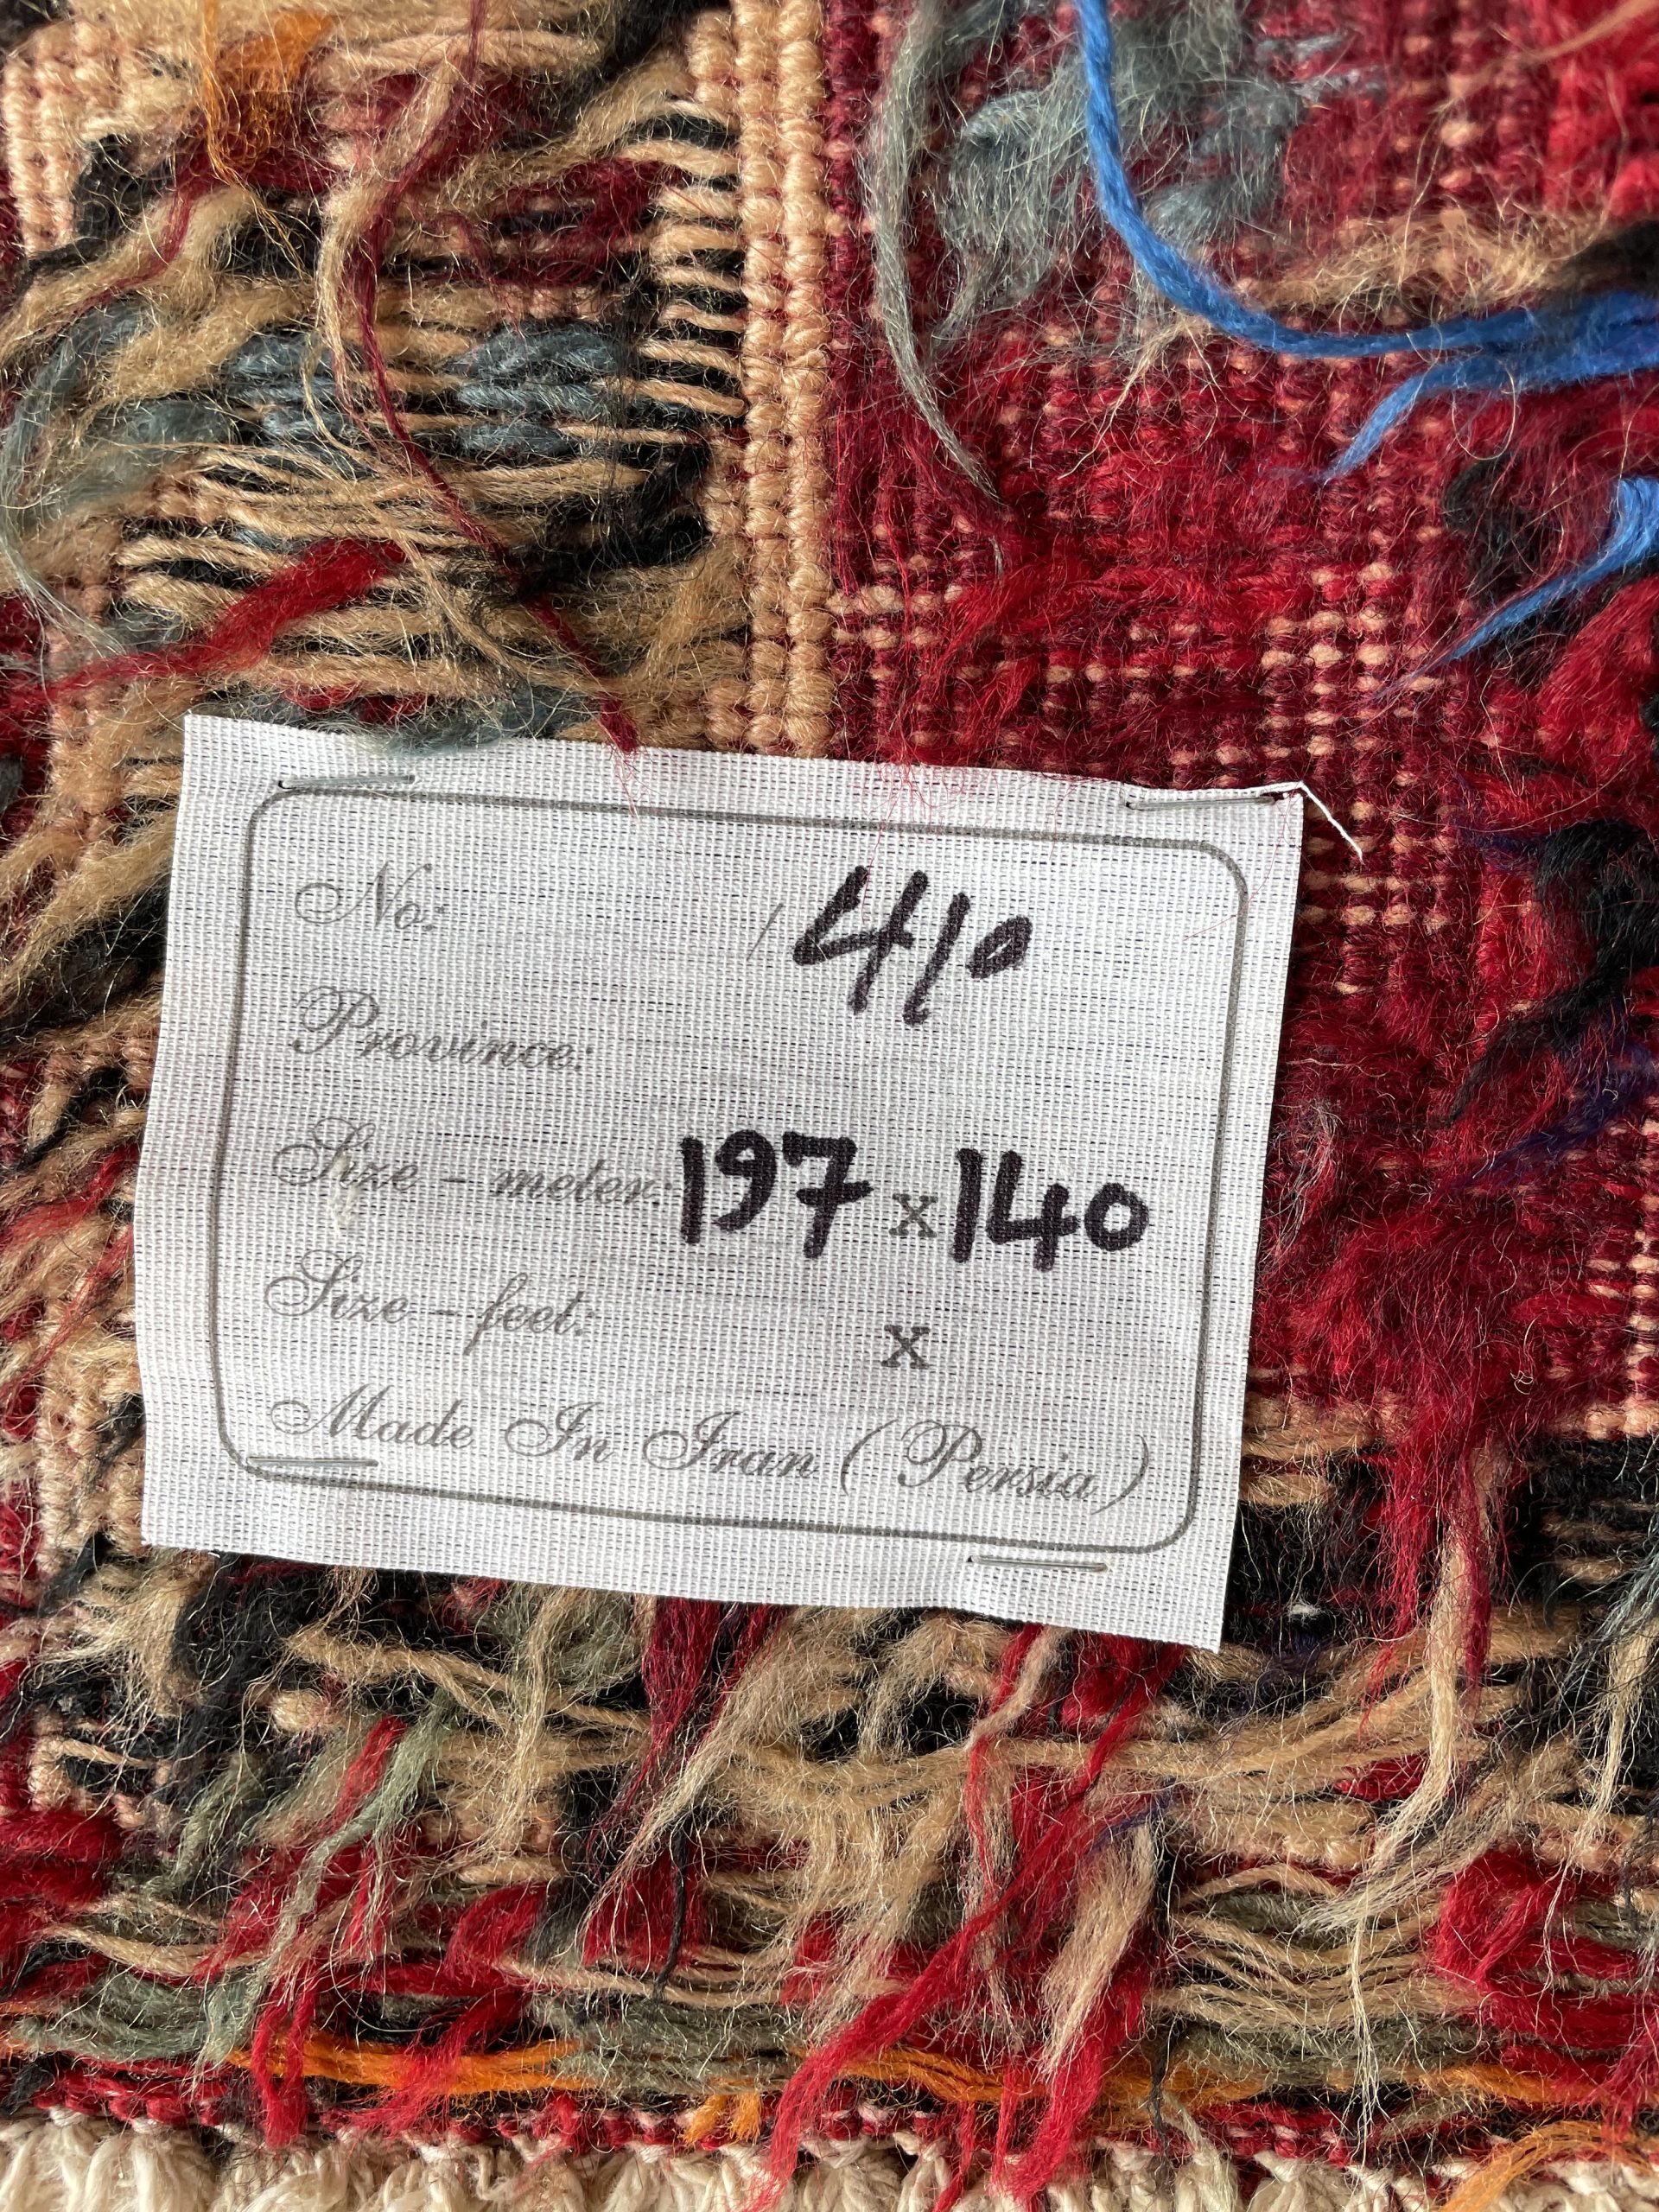 No: 410
Province:
Size - meter: 197 x 140
Size - feet: x
Made In Iran (Persia)